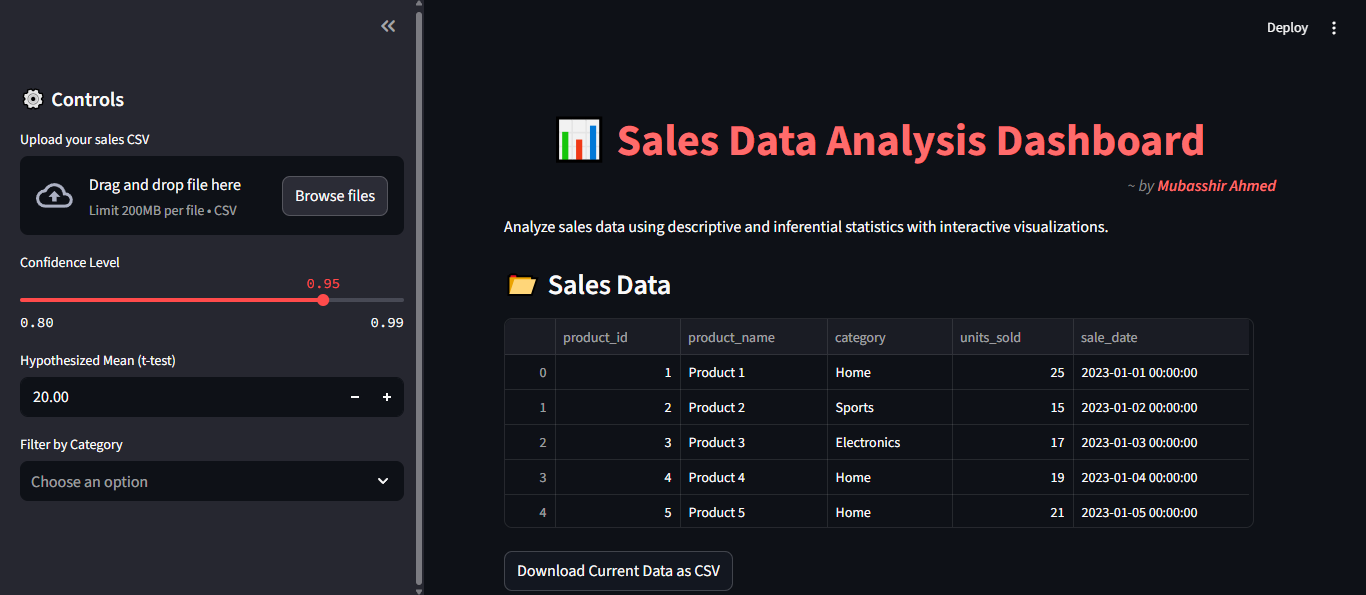 Controls
Upload your sales CSV
Drag and drop file here
Limit 200MB per file • CSV
Browse files
Confidence Level
0.95
0.80 0.99
Hypothesized Mean (t-test)
20.00 − +
Filter by Category
Choose an option
Deploy
Sales Data Analysis Dashboard
~ by Mubasshir Ahmed
Analyze sales data using descriptive and inferential statistics with interactive visualizations.
Sales Data
product_id product_name category units_sold sale_date
0 1 Product 1 Home 25 2023-01-01 00:00:00
1 2 Product 2 Sports 15 2023-01-02 00:00:00
2 3 Product 3 Electronics 17 2023-01-03 00:00:00
3 4 Product 4 Home 19 2023-01-04 00:00:00
4 5 Product 5 Home 21 2023-01-05 00:00:00
Download Current Data as CSV